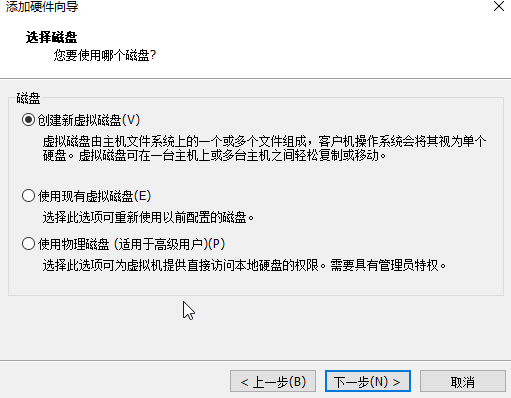 添加硬件向导
选择磁盘
您要使用哪个磁盘?
磁盘
创建新虚拟磁盘(V)
虚拟磁盘由主机文件系统上的一个或多个文件组成，客户机操作系统会将其视为单个
硬盘。虚拟磁盘可在一台主机上或多台主机之间轻松复制或移动。
使用现有虚拟磁盘(E)
选择此选项可重新使用以前配置的磁盘。
使用物理磁盘 (适用于高级用户)(P)
选择此选项可为虚拟机提供直接访问本地硬盘的权限。需要具有管理员特权。
< 上一步(B)
下一步(N) >
取消